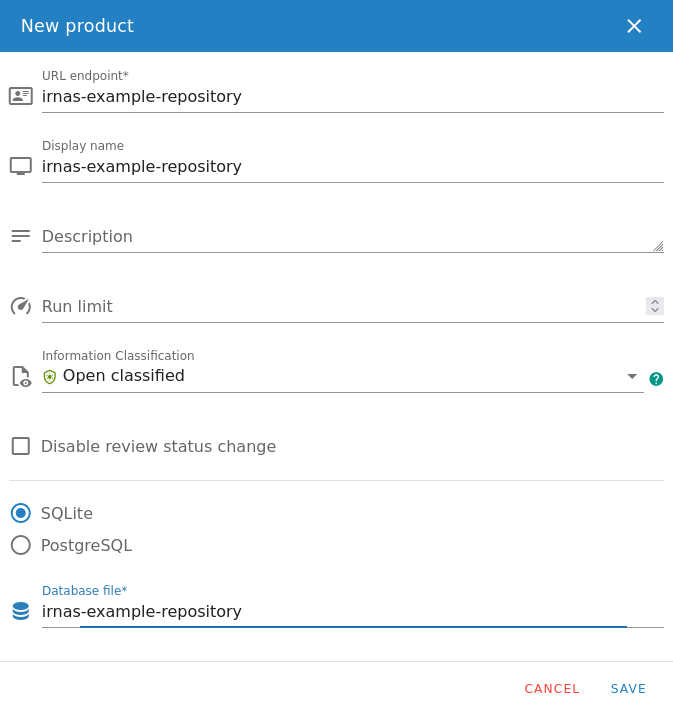 New product
URL endpoint*
irnas-example-repository
Display name
irnas-example-repository
Description
Run limit
Information Classification
Open classified
?
Disable review status change
SQLite
PostgreSQL
Database file*
irnas-example-repository
CANCEL SAVE